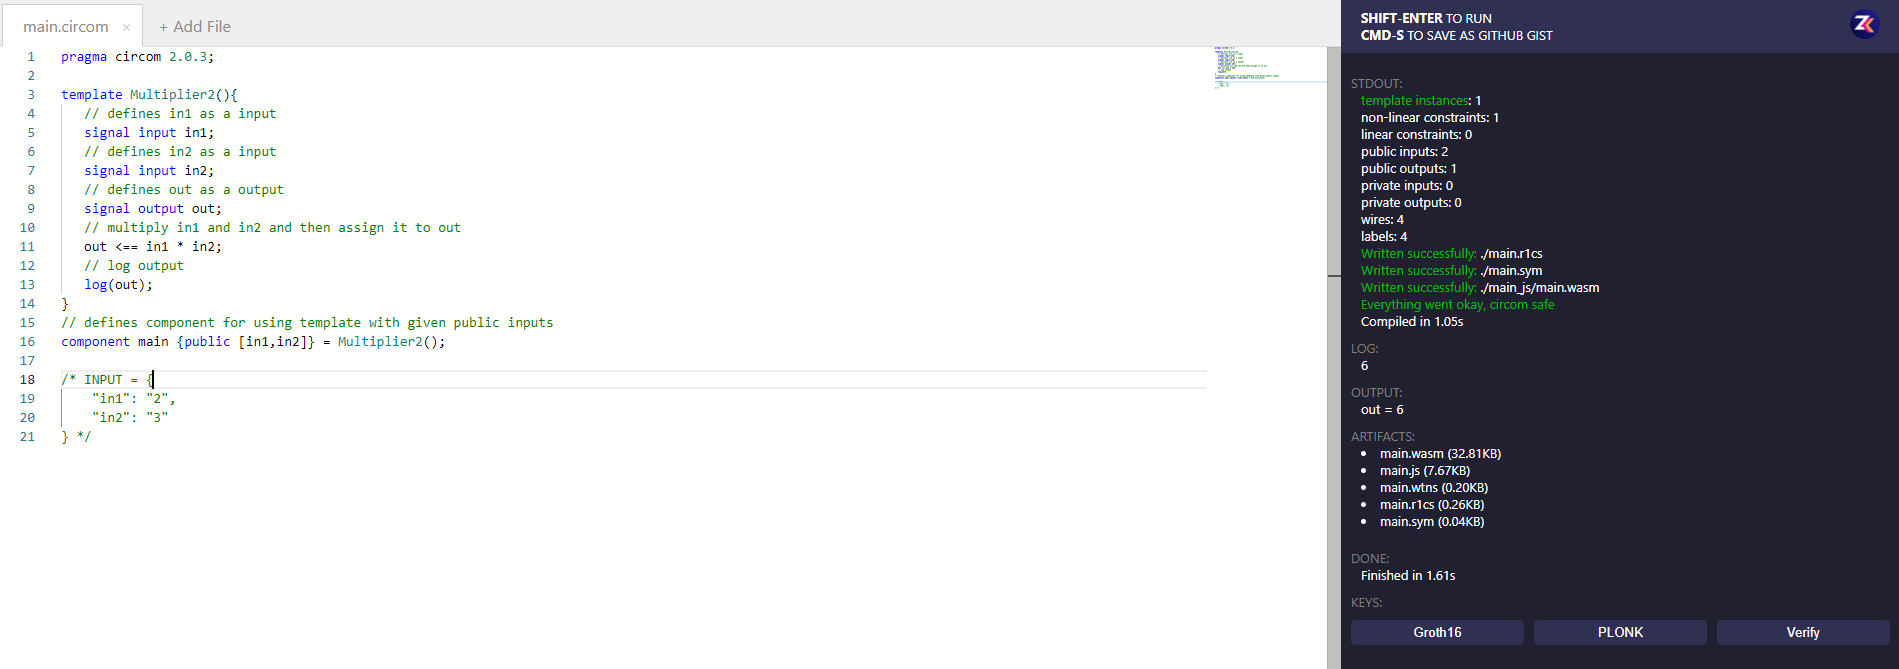 main.circom ×
+ Add File
1 pragma circom 2.0.3;
2
3 template Multiplier2(){
4 // defines in1 as a input
5 signal input in1;
6 // defines in2 as a input
7 signal input in2;
8 // defines out as a output
9 signal output out;
10 // multiply in1 and in2 and then assign it to out
11 out <== in1 * in2;
12 // log output
13 log(out);
14 }
15 // defines component for using template with given public inputs
16 component main {public [in1,in2]} = Multiplier2();
17
18 /* INPUT = {
19 "in1": "2",
20 "in2": "3"
21 } */
SHIFT-ENTER TO RUN
CMD-S TO SAVE AS GITHUB GIST
ZK
STDOUT:
template instances: 1
non-linear constraints: 1
linear constraints: 0
public inputs: 2
public outputs: 1
private inputs: 0
private outputs: 0
wires: 4
labels: 4
Written successfully: ./main.r1cs
Written successfully: ./main.sym
Written successfully: ./main_js/main.wasm
Everything went okay, circom safe
Compiled in 1.05s
LOG:
6
OUTPUT:
out = 6
ARTIFACTS:
• main.wasm (32.81KB)
• main.js (7.67KB)
• main.wtns (0.20KB)
• main.r1cs (0.26KB)
• main.sym (0.04KB)
DONE:
Finished in 1.61s
KEYS:
Groth16
PLONK
Verify